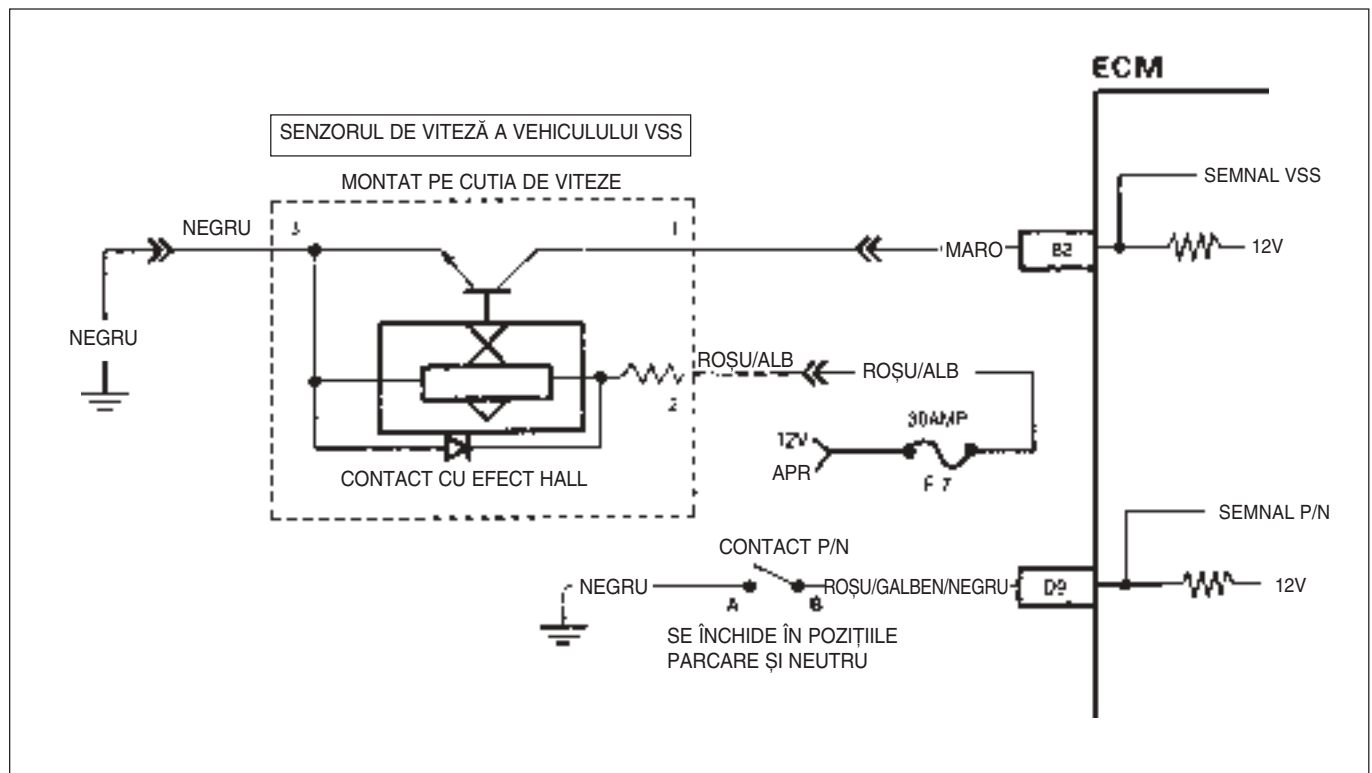 ECM
SENZORUL DE VITEZĂ A VEHICULULUI VSS
MONTAT PE CUTIA DE VITEZE
SEMNAL VSS
NEGRU
3
1
MARO
B2
12V
NEGRU
ROȘU/ALB
ROȘU/ALB
2
30AMP
12V
APR
F 7
CONTACT CU EFECT HALL
SEMNAL P/N
CONTACT P/N
NEGRU
A
B
ROȘU/GALBEN/NEGRU
D9
12V
SE ÎNCHIDE ÎN POZIȚIILE
PARCARE ȘI NEUTRU